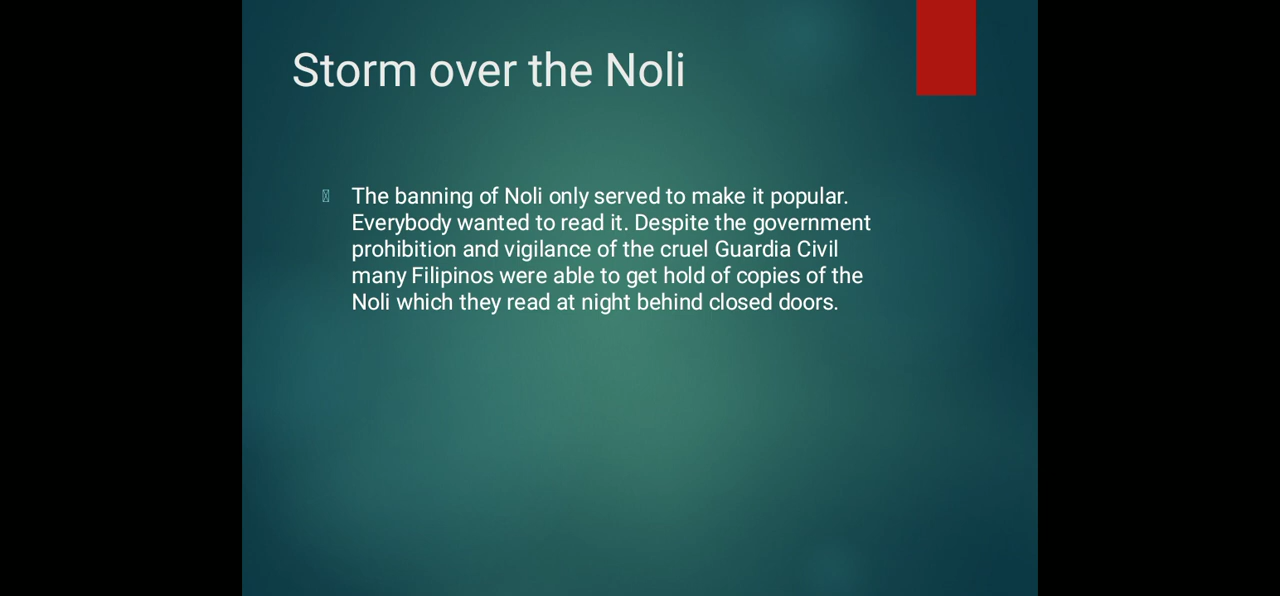 Storm over the Noli
The banning of Noli only served to make it popular.
Everybody wanted to read it. Despite the government
prohibition and vigilance of the cruel Guardia Civil
many Filipinos were able to get hold of copies of the
Noli which they read at night behind closed doors.